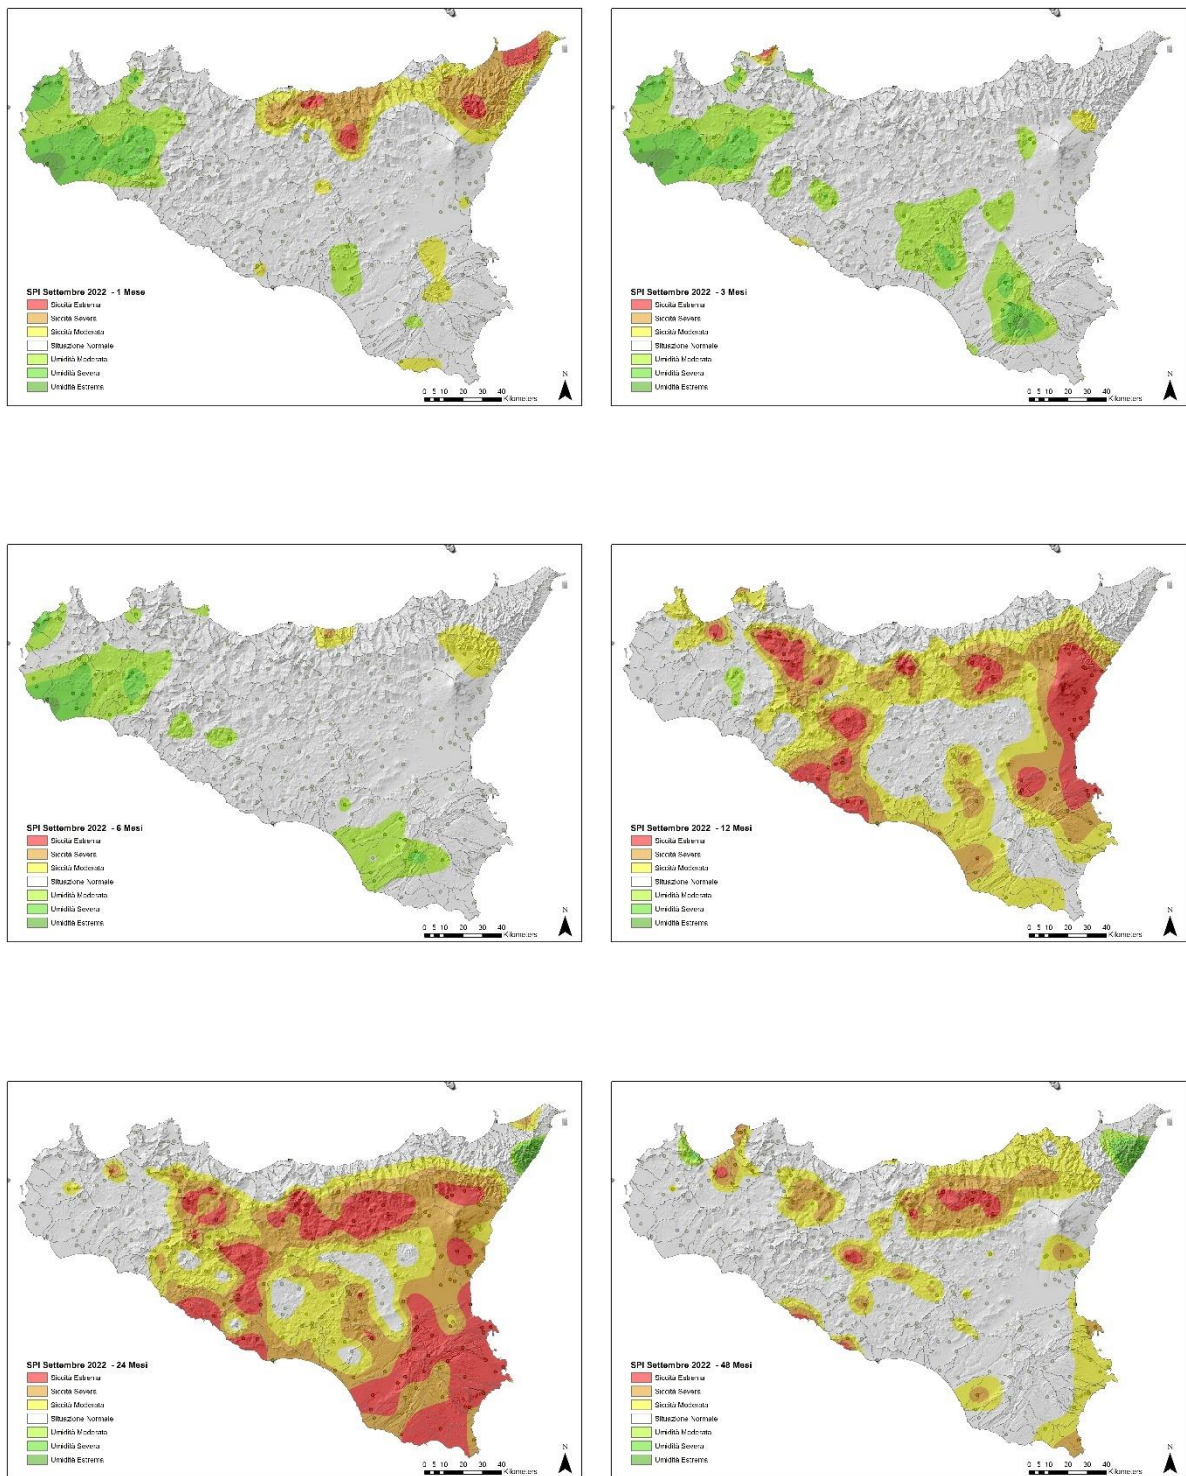 SPI Settembre 2022 - 1 Mese
Siccità Estrema
Siccità Severa
Siccità Moderata
Situazione Normale
Umidità Moderata
Umidità Severa
Umidità Estrema
N
0 5 10 20 30 40
Kilometers
SPI Settembre 2022 - 3 Mesi
Siccità Estrema
Siccità Severa
Siccità Moderata
Situazione Normale
Umidità Moderata
Umidità Severa
Umidità Estrema
N
0 5 10 20 30 40
Kilometers
SPI Settembre 2022 - 6 Mesi
Siccità Estrema
Siccità Severa
Siccità Moderata
Situazione Normale
Umidità Moderata
Umidità Severa
Umidità Estrema
N
0 5 10 20 30 40
Kilometers
SPI Settembre 2022 - 12 Mesi
Siccità Estrema
Siccità Severa
Siccità Moderata
Situazione Normale
Umidità Moderata
Umidità Severa
Umidità Estrema
N
0 5 10 20 30 40
Kilometers
SPI Settembre 2022 - 24 Mesi
Siccità Estrema
Siccità Severa
Siccità Moderata
Situazione Normale
Umidità Moderata
Umidità Severa
Umidità Estrema
N
0 5 10 20 30 40
Kilometers
SPI Settembre 2022 - 48 Mesi
Siccità Estrema
Siccità Severa
Siccità Moderata
Situazione Normale
Umidità Moderata
Umidità Severa
Umidità Estrema
N
0 5 10 20 30 40
Kilometers